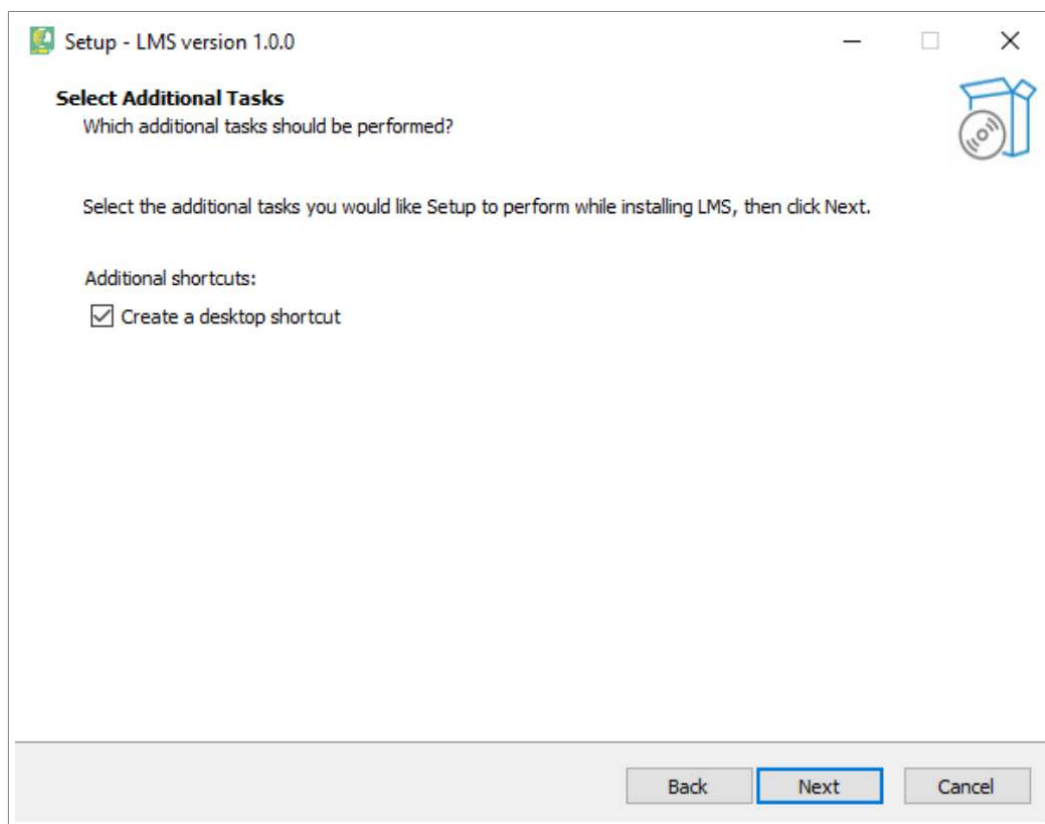 Setup - LMS version 1.0.0
Select Additional Tasks
Which additional tasks should be performed?
Select the additional tasks you would like Setup to perform while installing LMS, then click Next.
Additional shortcuts:
Create a desktop shortcut
Back Next Cancel